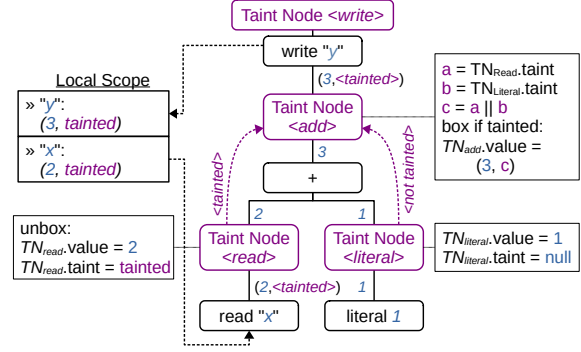 Taint Node <write>
write "y"
(3,<tainted>)
Local Scope
» "y":
(3, tainted)
» "x":
(2, tainted)
Taint Node
<add>
a = TNRead.taint
b = TNLiteral.taint
c = a || b
box if tainted:
TNadd.value =
(3, c)
3
<tainted>
<not tainted>
+
2
1
unbox:
TNread.value = 2
TNread.taint = tainted
Taint Node
<read>
Taint Node
<literal>
TNliteral.value = 1
TNliteral.taint = null
(2,<tainted>)
1
read "x"
literal 1